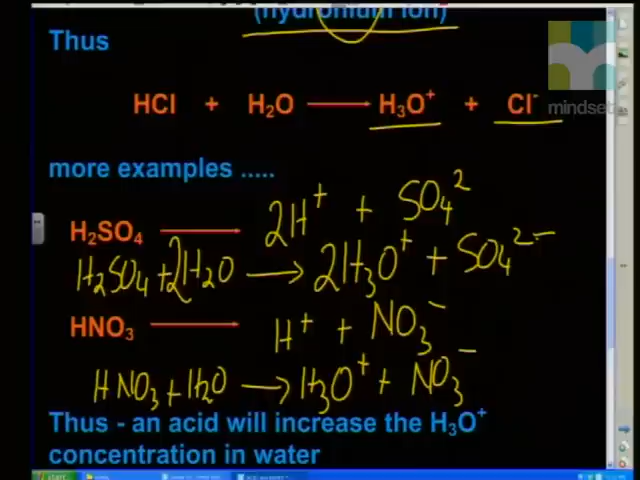 (hydronium ion)
Thus
mindset
HCl + H₂O ⟶ H₃O⁺ + Cl⁻
more examples .....
H₂SO₄ ⟶ 2H⁺ + SO₄²
H₂SO₄ + 2H₂O ⟶ 2H₃O⁺ + SO₄²⁻
HNO₃ ⟶ H⁺ + NO₃⁻
HNO₃ + H₂O ⟶ H₃O⁺ + NO₃⁻
Thus - an acid will increase the H₃O⁺
concentration in water
start